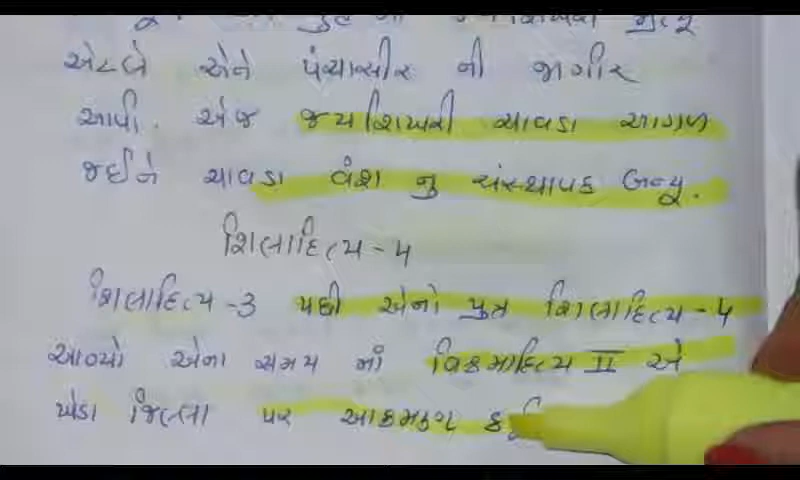 એટલે એને પંચાસીર ની જાગીર
આપી. એજ જયશિખરી ચાવડા આગળ
જઈને ચાવડા વંશ નુ સંસ્થાપક બન્યૂ.
શિલાદિત્ય - 4
શિલાદિત્ય - 3 પછી એનો પુત્ર શિલાદિત્ય - 4
આવ્યો એના સમય માં વિક્રમાદિત્ય II એ
ખેડા જિલ્લા પર આક્રમણ